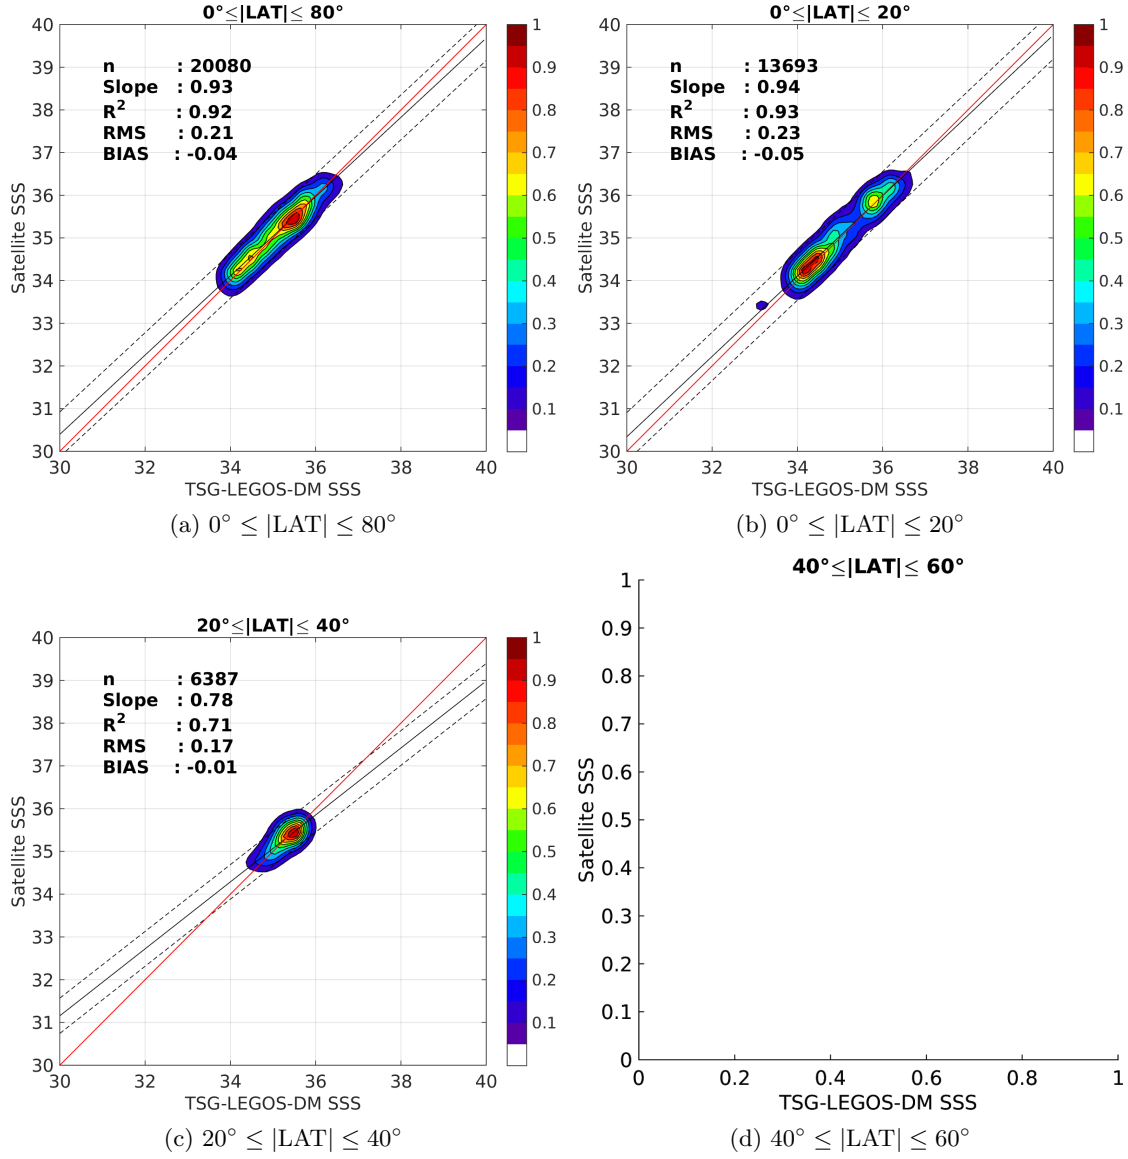 0°≤|LAT|≤ 80°
n : 20080
Slope : 0.93
R² : 0.92
RMS : 0.21
BIAS : -0.04
40
39
38
37
36
35
34
33
32
31
30
30 32 34 36 38 40
Satellite SSS
TSG-LEGOS-DM SSS
1
0.9
0.8
0.7
0.6
0.5
0.4
0.3
0.2
0.1
(a) 0° ≤ |LAT| ≤ 80°
0°≤|LAT|≤ 20°
n : 13693
Slope : 0.94
R² : 0.93
RMS : 0.23
BIAS : -0.05
40
39
38
37
36
35
34
33
32
31
30
30 32 34 36 38 40
Satellite SSS
TSG-LEGOS-DM SSS
1
0.9
0.8
0.7
0.6
0.5
0.4
0.3
0.2
0.1
(b) 0° ≤ |LAT| ≤ 20°
20°≤|LAT|≤ 40°
n : 6387
Slope : 0.78
R² : 0.71
RMS : 0.17
BIAS : -0.01
40
39
38
37
36
35
34
33
32
31
30
30 32 34 36 38 40
Satellite SSS
TSG-LEGOS-DM SSS
1
0.9
0.8
0.7
0.6
0.5
0.4
0.3
0.2
0.1
(c) 20° ≤ |LAT| ≤ 40°
40°≤|LAT|≤ 60°
1
0.9
0.8
0.7
0.6
0.5
0.4
0.3
0.2
0.1
0
0 0.2 0.4 0.6 0.8 1
Satellite SSS
TSG-LEGOS-DM SSS
(d) 40° ≤ |LAT| ≤ 60°